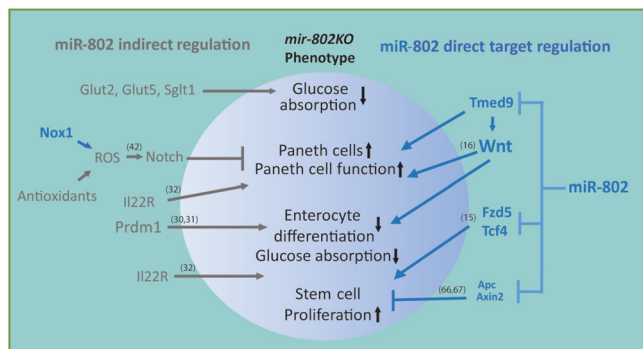 miR-802 indirect regulation
mir-802KO
Phenotype
miR-802 direct target regulation
Glut2, Glut5, Sglt1
Glucose
absorption
Tmed9
Nox1
(42)
ROS
Notch
Paneth cells
Paneth cell function
(16)
Wnt
Antioxidants
(32)
Il22R
miR-802
(30,31)
Prdm1
Enterocyte
differentiation
Glucose absorption
(15)
Fzd5
Tcf4
(32)
Il22R
Stem cell
Proliferation
(66,67)
Apc
Axin2